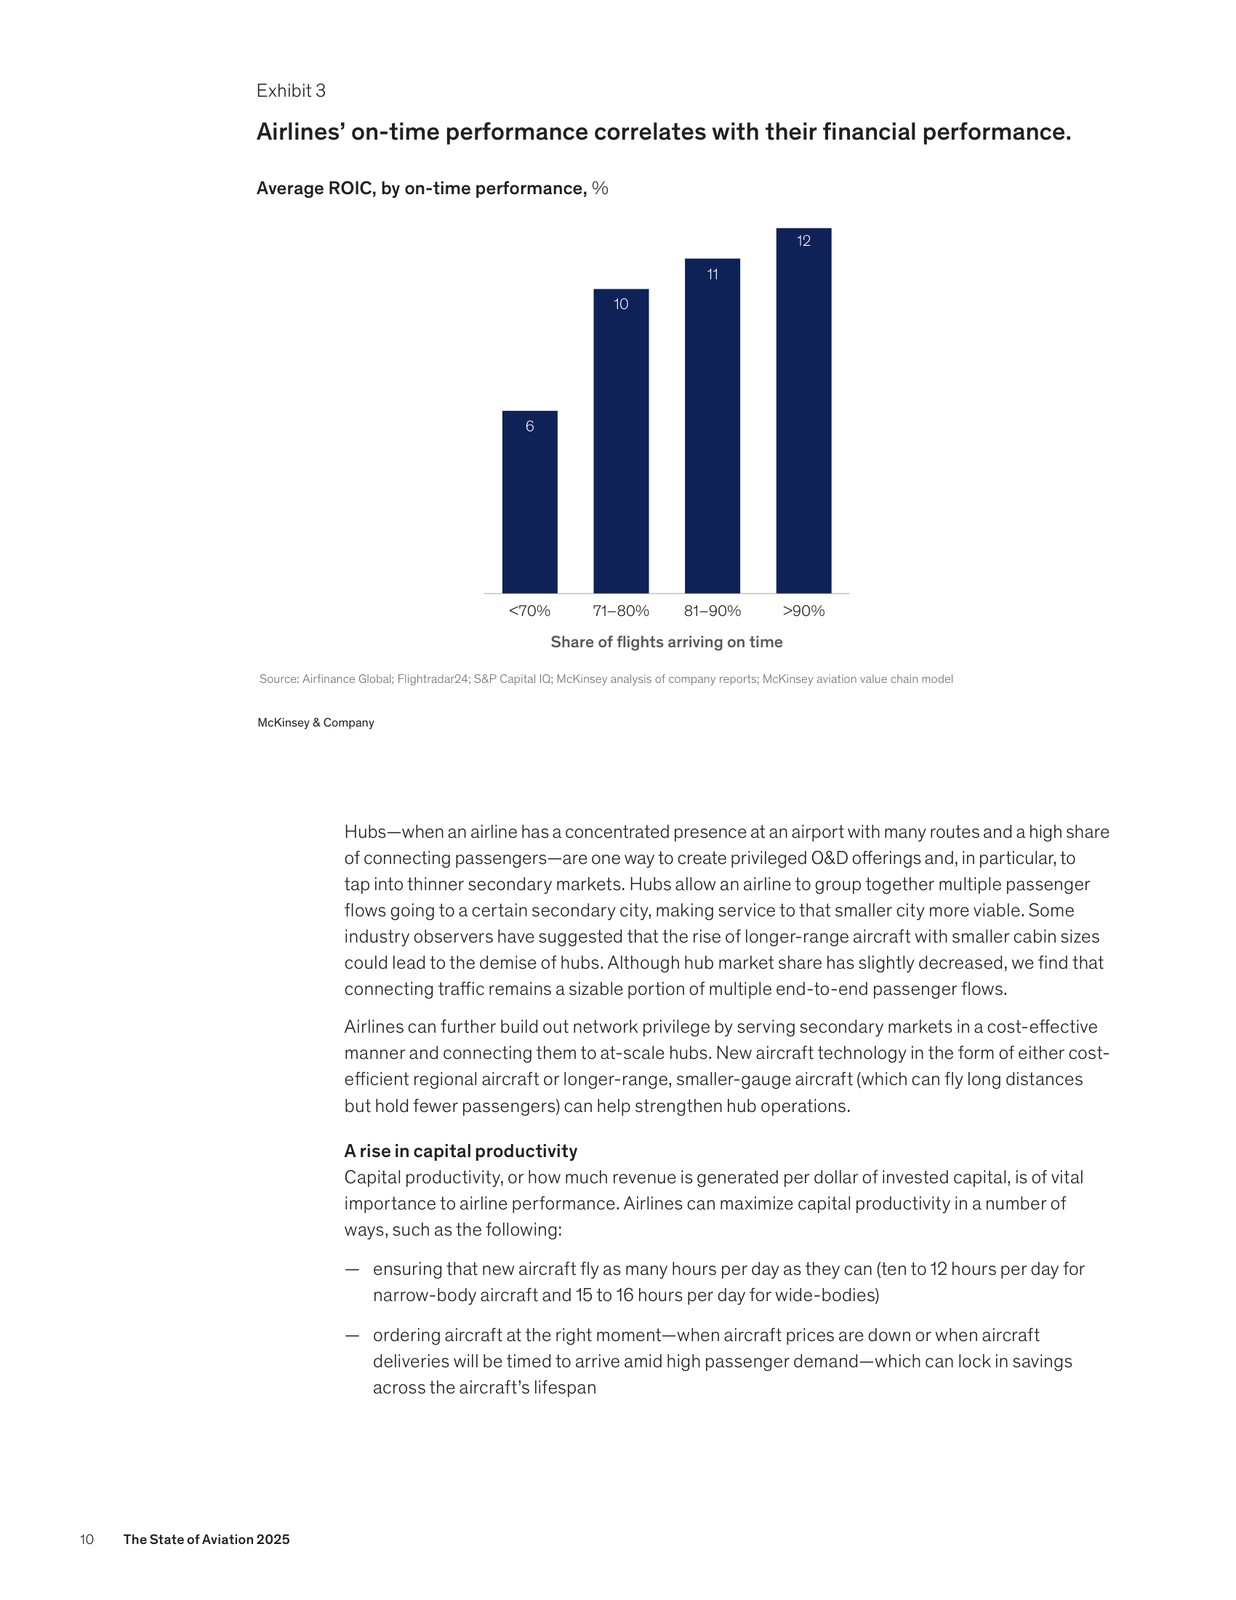 Exhibit 3
Airlines’ on-time performance correlates with their financial performance.
Average ROIC, by on-time performance, %
6
10
11
12
<70%
71–80%
81–90%
>90%
Share of flights arriving on time
Source: Airfinance Global; Flightradar24; S&P Capital IQ; McKinsey analysis of company reports; McKinsey aviation value chain model
McKinsey & Company
Hubs—when an airline has a concentrated presence at an airport with many routes and a high share
of connecting passengers—are one way to create privileged O&D offerings and, in particular, to
tap into thinner secondary markets. Hubs allow an airline to group together multiple passenger
flows going to a certain secondary city, making service to that smaller city more viable. Some
industry observers have suggested that the rise of longer-range aircraft with smaller cabin sizes
could lead to the demise of hubs. Although hub market share has slightly decreased, we find that
connecting traffic remains a sizable portion of multiple end-to-end passenger flows.
Airlines can further build out network privilege by serving secondary markets in a cost-effective
manner and connecting them to at-scale hubs. New aircraft technology in the form of either cost-
efficient regional aircraft or longer-range, smaller-gauge aircraft (which can fly long distances
but hold fewer passengers) can help strengthen hub operations.
A rise in capital productivity
Capital productivity, or how much revenue is generated per dollar of invested capital, is of vital
importance to airline performance. Airlines can maximize capital productivity in a number of
ways, such as the following:
— ensuring that new aircraft fly as many hours per day as they can (ten to 12 hours per day for
narrow-body aircraft and 15 to 16 hours per day for wide-bodies)
— ordering aircraft at the right moment—when aircraft prices are down or when aircraft
deliveries will be timed to arrive amid high passenger demand—which can lock in savings
across the aircraft’s lifespan
10 The State of Aviation 2025